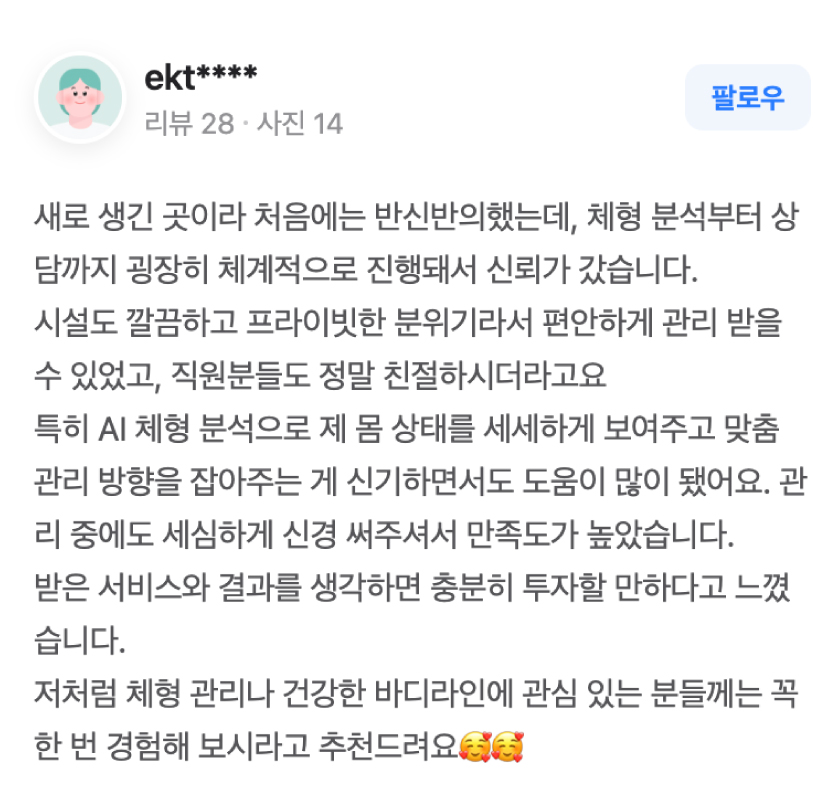 ekt****
리뷰 28 · 사진 14
팔로우
새로 생긴 곳이라 처음에는 반신반의했는데, 체형 분석부터 상
담까지 굉장히 체계적으로 진행돼서 신뢰가 갔습니다.
시설도 깔끔하고 프라이빗한 분위기라서 편안하게 관리 받을
수 있었고, 직원분들도 정말 친절하시더라고요
특히 AI 체형 분석으로 제 몸 상태를 세세하게 보여주고 맞춤
관리 방향을 잡아주는 게 신기하면서도 도움이 많이 됐어요. 관
리 중에도 세심하게 신경 써주셔서 만족도가 높았습니다.
받은 서비스와 결과를 생각하면 충분히 투자할 만하다고 느꼈
습니다.
저처럼 체형 관리나 건강한 바디라인에 관심 있는 분들께는 꼭
한 번 경험해 보시라고 추천드려요🥰🥰